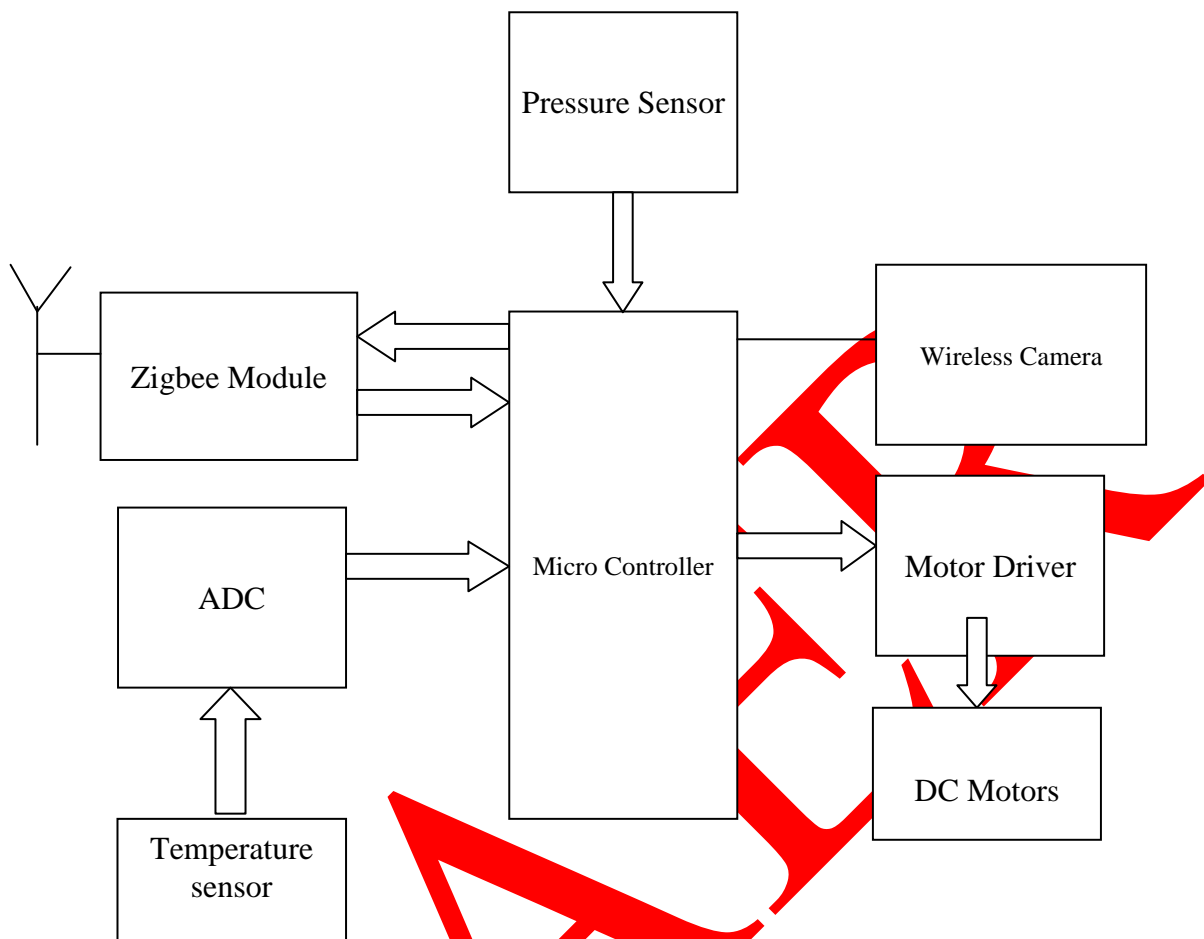 Pressure Sensor
Zigbee Module
Wireless Camera
Micro Controller
Motor Driver
ADC
DC Motors
Temperature
sensor